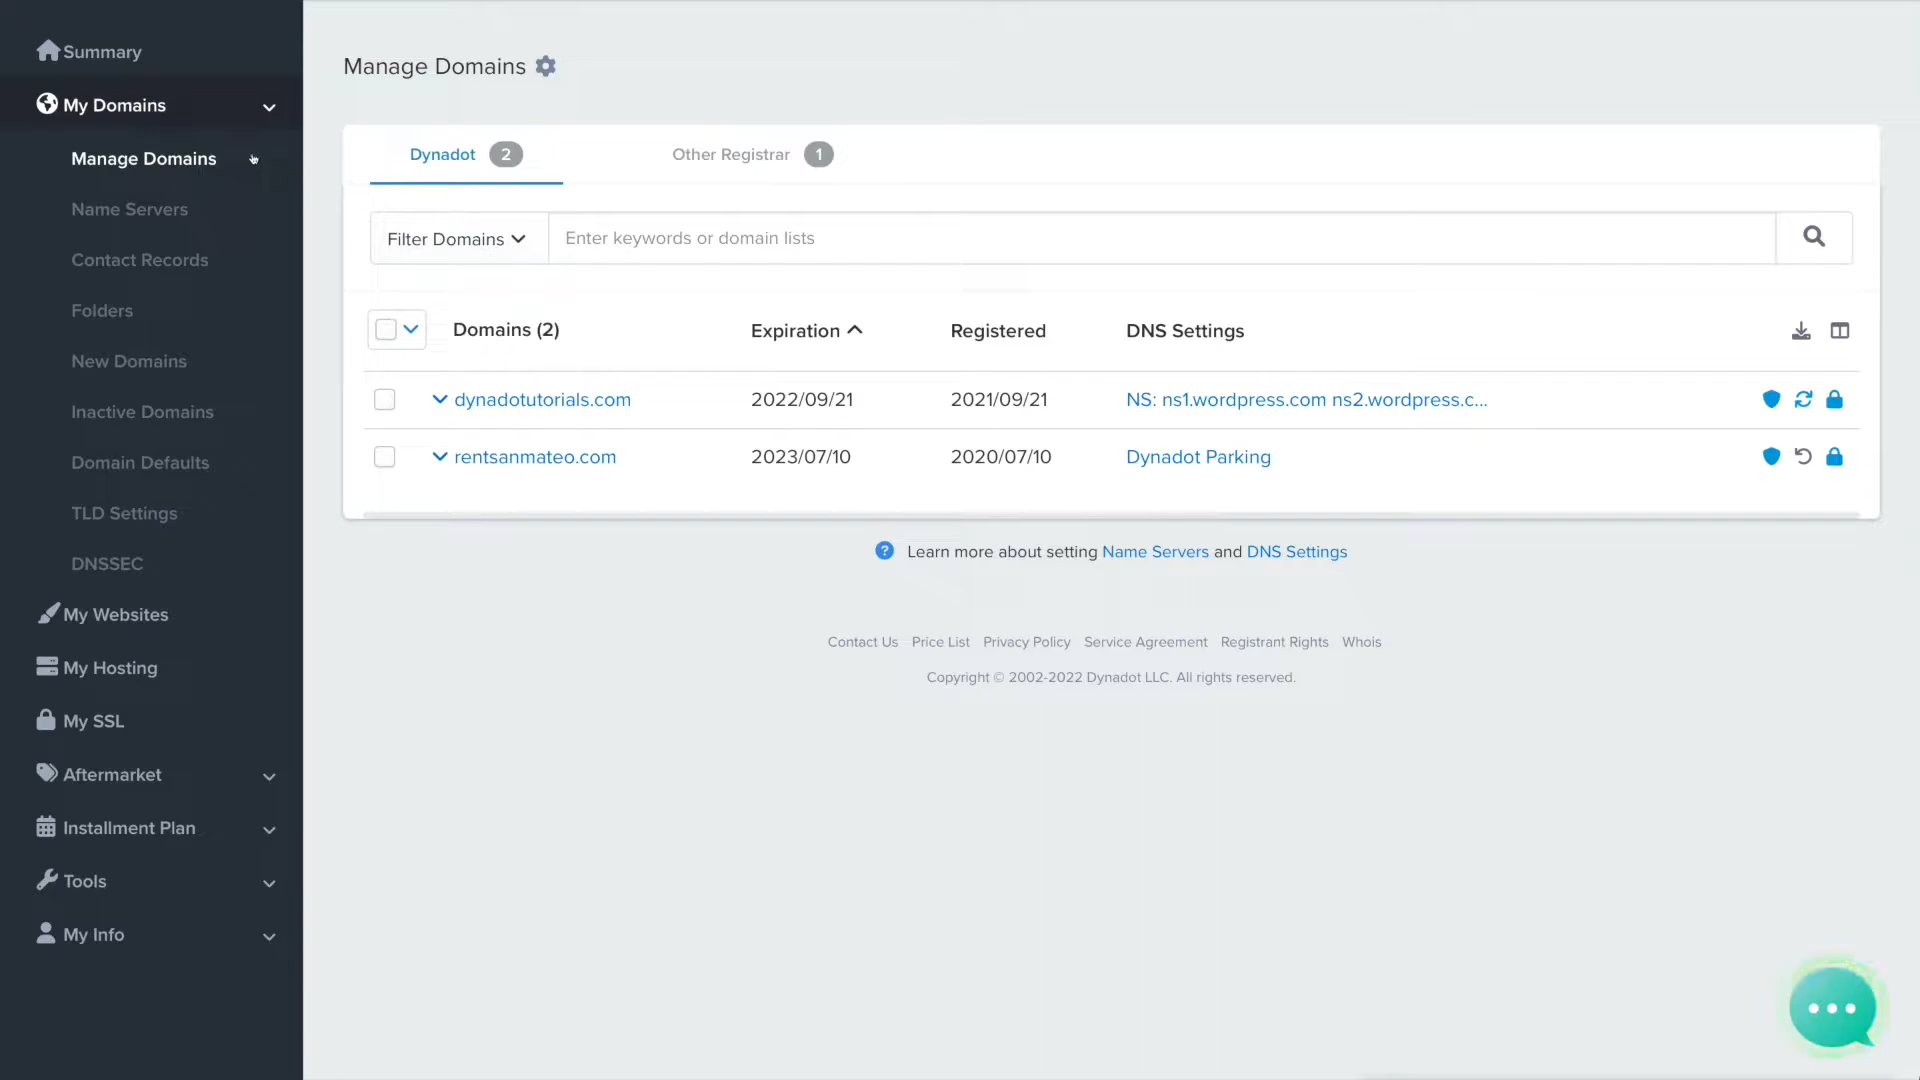 Summary
My Domains
Manage Domains
Name Servers
Contact Records
Folders
New Domains
Inactive Domains
Domain Defaults
TLD Settings
DNSSEC
My Websites
My Hosting
My SSL
Aftermarket
Installment Plan
Tools
My Info
Manage Domains
Dynadot 2 Other Registrar 1
Filter Domains Enter keywords or domain lists
Domains (2) Expiration Registered DNS Settings
dynadotutorials.com 2022/09/21 2021/09/21 NS: ns1.wordpress.com ns2.wordpress.c...
rentsanmateo.com 2023/07/10 2020/07/10 Dynadot Parking
? Learn more about setting Name Servers and DNS Settings
Contact Us Price List Privacy Policy Service Agreement Registrant Rights Whois
Copyright © 2002-2022 Dynadot LLC. All rights reserved.